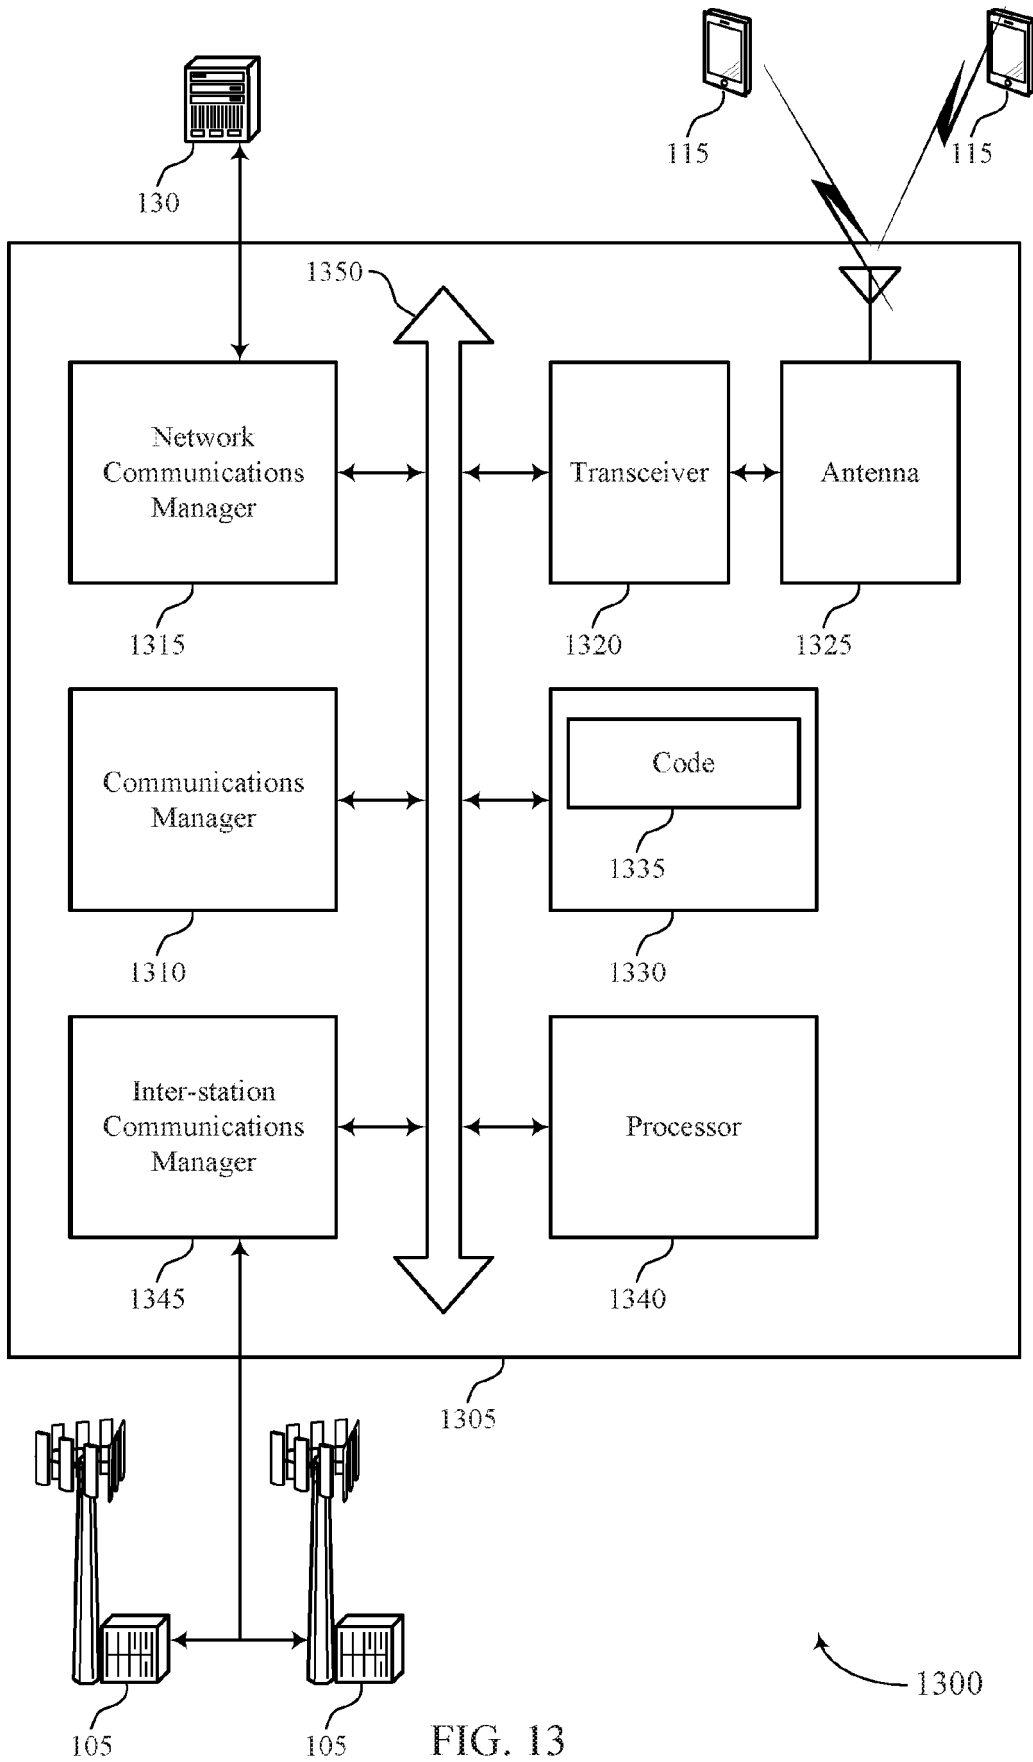 115
115
130
1350
Network
Communications
Manager
Transceiver
Antenna
1315
1320
1325
Communications
Manager
Code
1335
1310
1330
Inter-station
Communications
Manager
Processor
1345
1340
1305
1300
105
105
FIG. 13